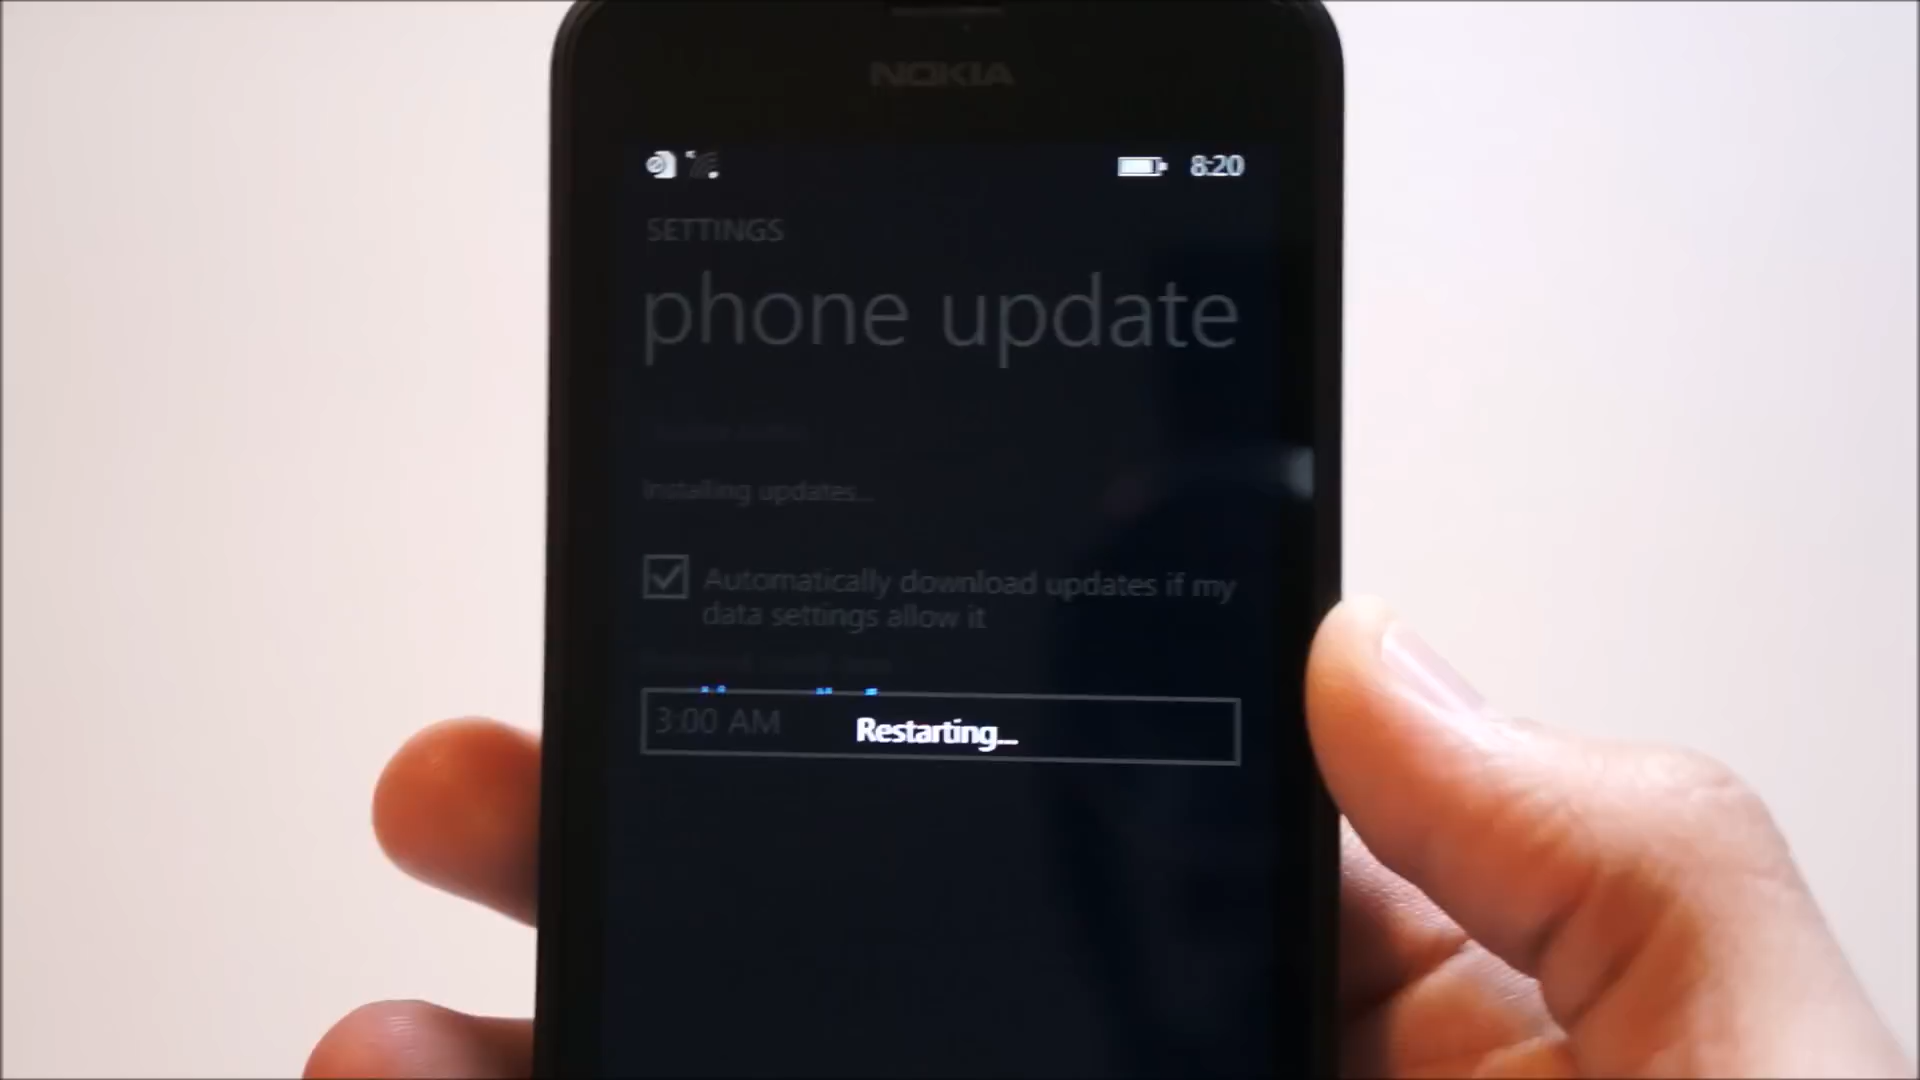 NOKIA
8:20
SETTINGS
phone update
Installing updates...
Automatically download updates if my
data settings allow it
3:00 AM
Restarting...